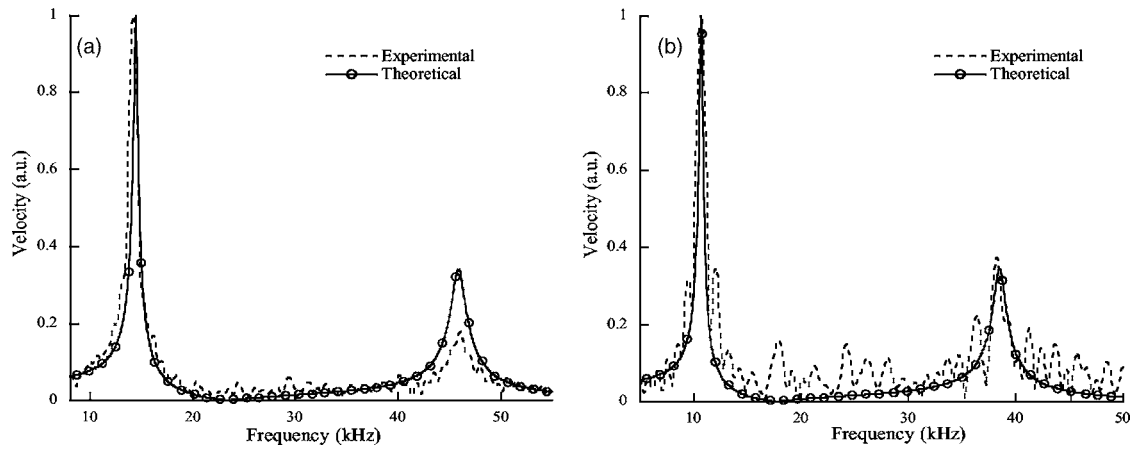 (a)
Experimental
Theoretical
Velocity (a.u.)
1
0.8
0.6
0.4
0.2
0
10
20
30
40
50
Frequency (kHz)
(b)
Experimental
Theoretical
Velocity (a.u.)
1
0.8
0.6
0.4
0.2
0
10
20
30
40
50
Frequency (kHz)